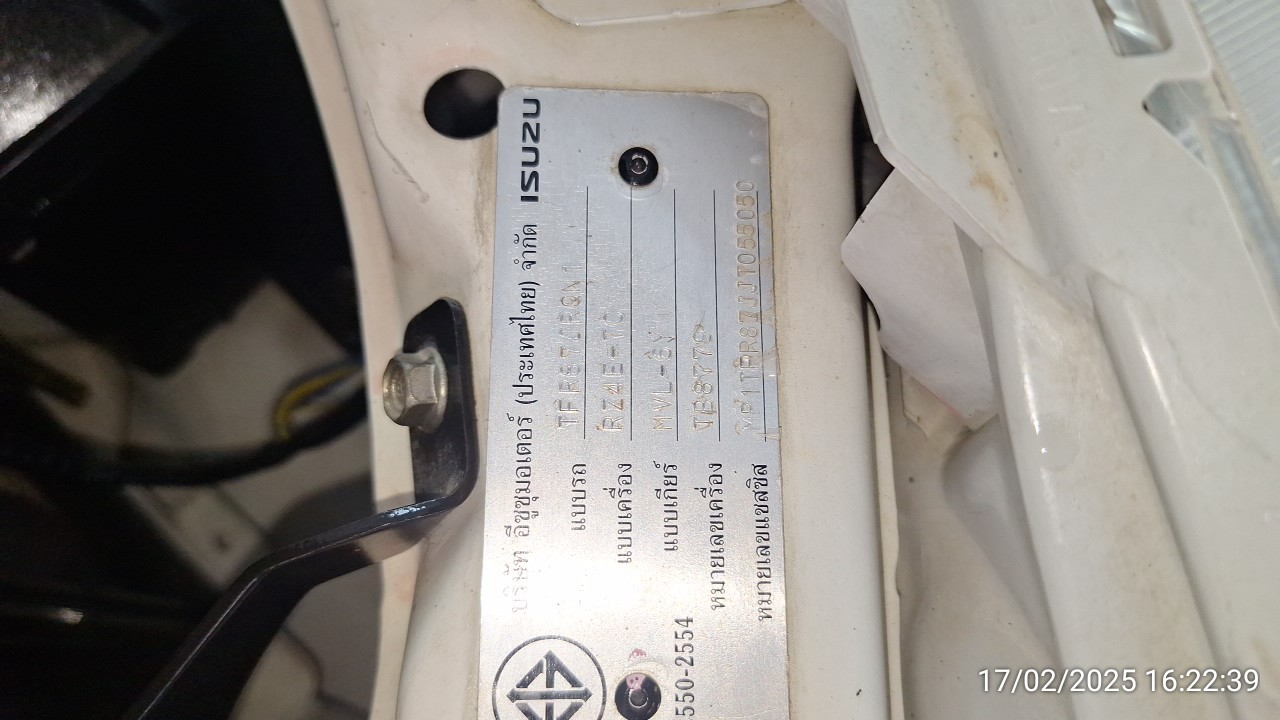 บริษัท อีซูซุมอเตอร์ (ประเทศไทย) จำกัด ISUZU
แบบรถ
แบบเครื่อง RZ4E-TC
แบบเกียร์
หมายเลขเครื่อง
หมายเลขแชสซิส MP1TFR87JJT055050
550-2554
17/02/2025 16:22:39